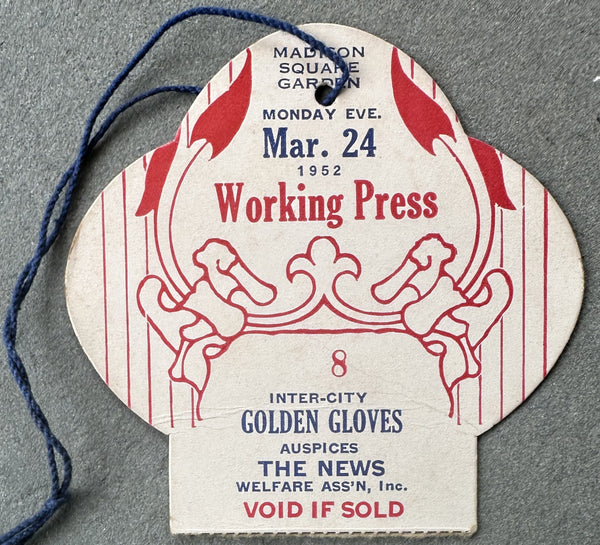 MADISON
SQUARE
GARDEN
MONDAY EVE.
Mar. 24
1952
Working Press
8
INTER-CITY
GOLDEN GLOVES
AUSPICES
THE NEWS
WELFARE ASS'N, Inc.
VOID IF SOLD